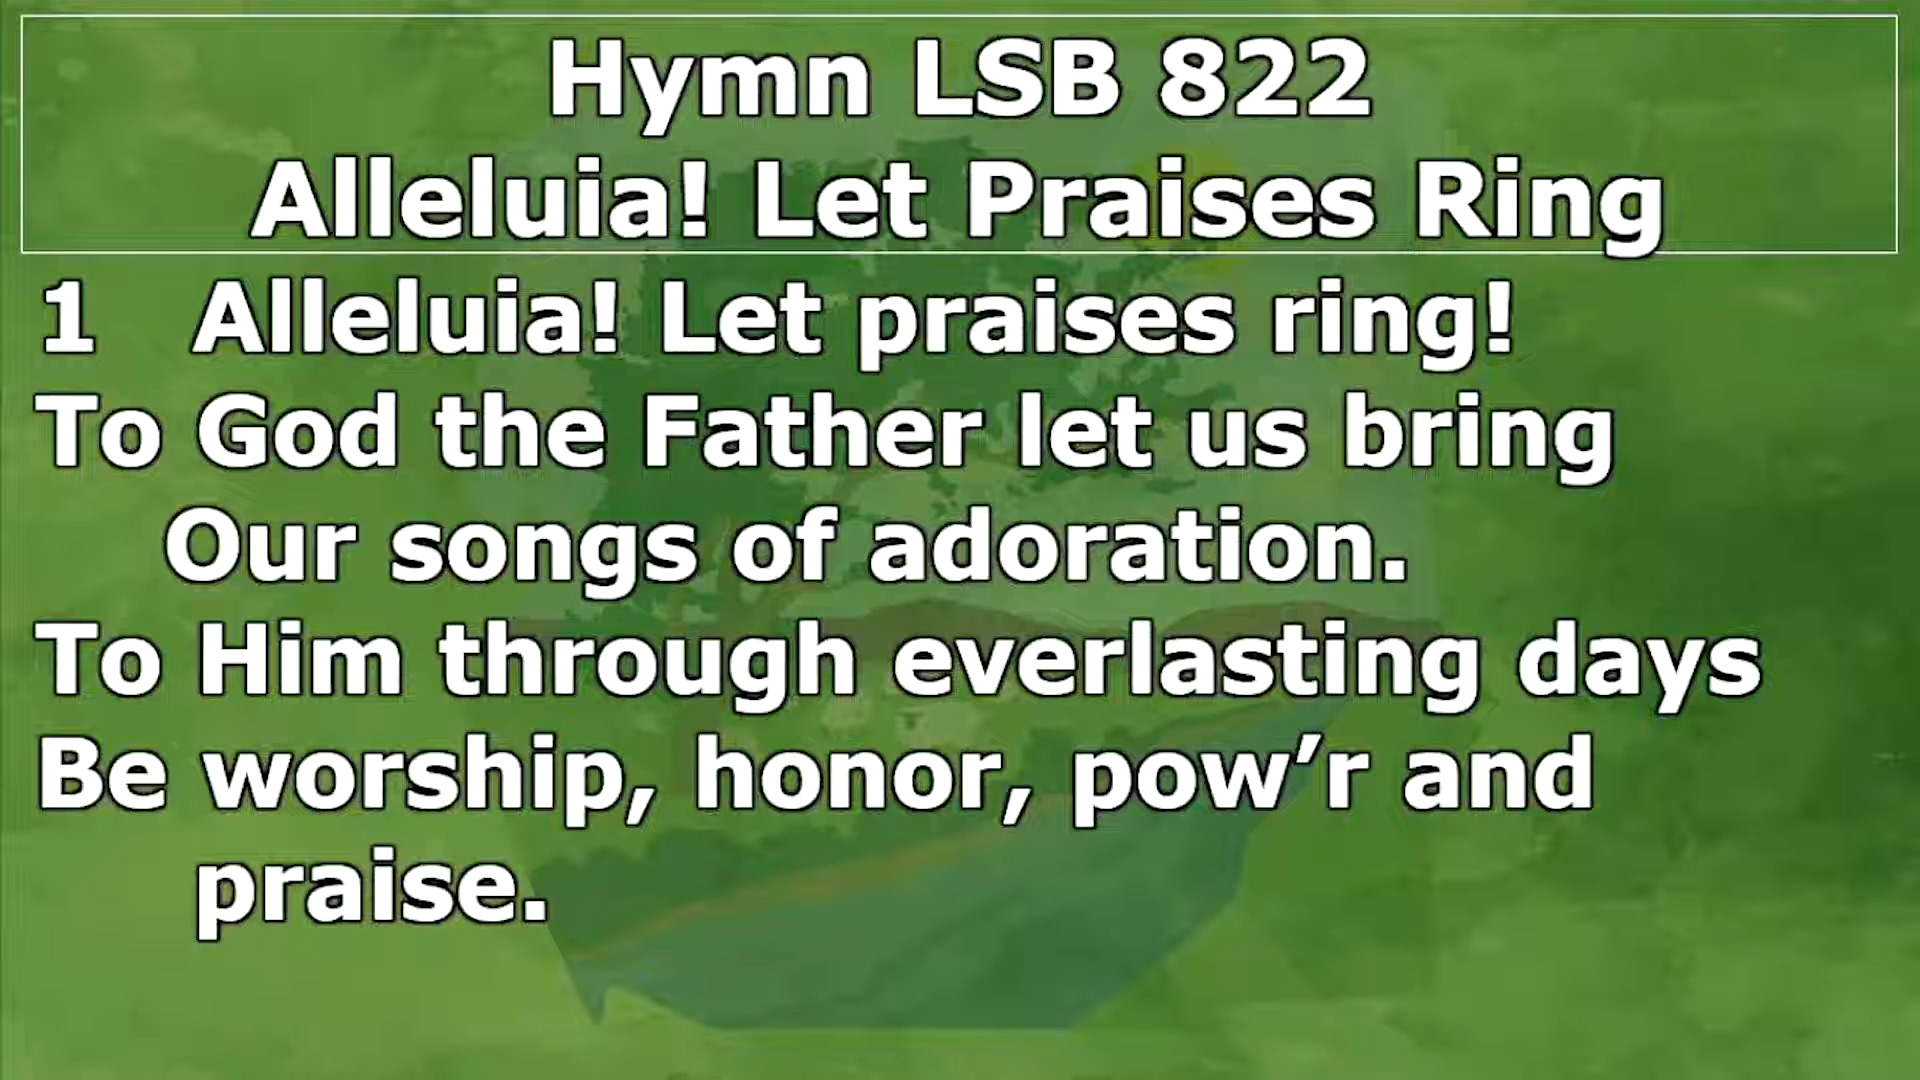 Hymn LSB 822
Alleluia! Let Praises Ring
1 Alleluia! Let praises ring!
To God the Father let us bring
Our songs of adoration.
To Him through everlasting days
Be worship, honor, pow’r and
praise.